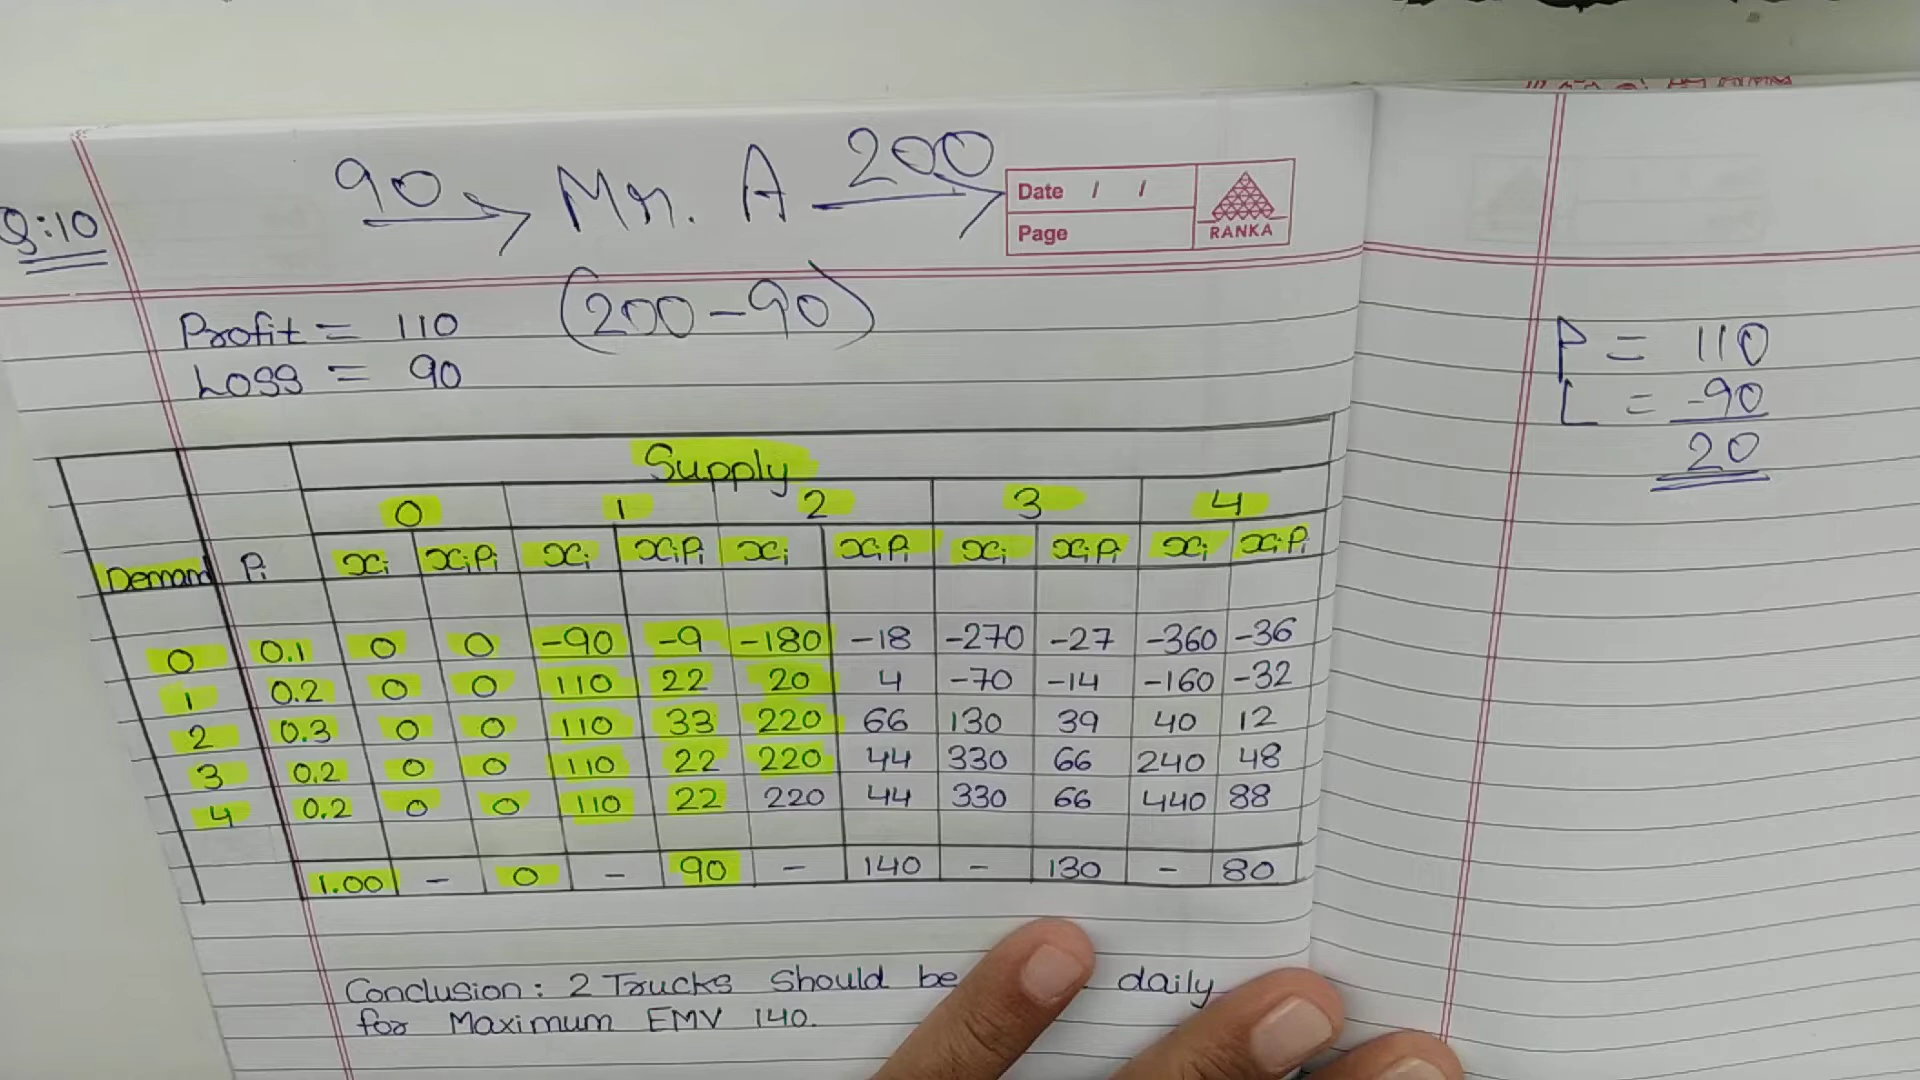 Q:10
90 → Mr. A 200 →
Date / /
Page
RANKA
Profit = 110 (200-90)
Loss = 90
P = 110
L = -90
20
Supply
0 1 2 3 4
Demand Pi xi xiPi xi xiPi xi xiPi xi xiPi xi xiPi
0 0.1 0 0 -90 -9 -180 -18 -270 -27 -360 -36
1 0.2 0 0 110 22 20 4 -70 -14 -160 -32
2 0.3 0 0 110 33 220 66 130 39 40 12
3 0.2 0 0 110 22 220 44 330 66 240 48
4 0.2 0 0 110 22 220 44 330 66 440 88
1.00 - 0 - 90 - 140 - 130 - 80
Conclusion: 2 Trucks should be daily
for Maximum EMV 140.